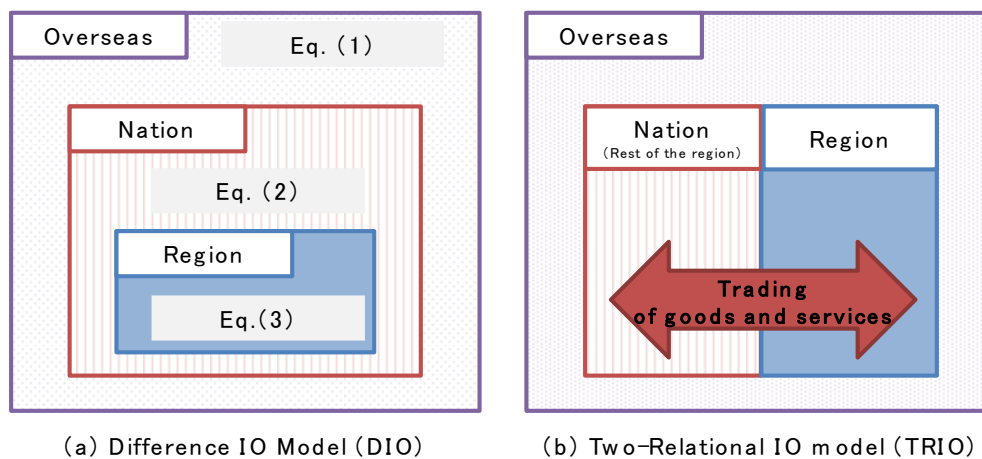 Overseas
Eq. (1)
Nation
Eq. (2)
Region
Eq.(3)
(a) Difference IO Model (DIO)
Overseas
Nation
(Rest of the region)
Region
Trading
of goods and services
(b) Two-Relational IO model (TRIO)